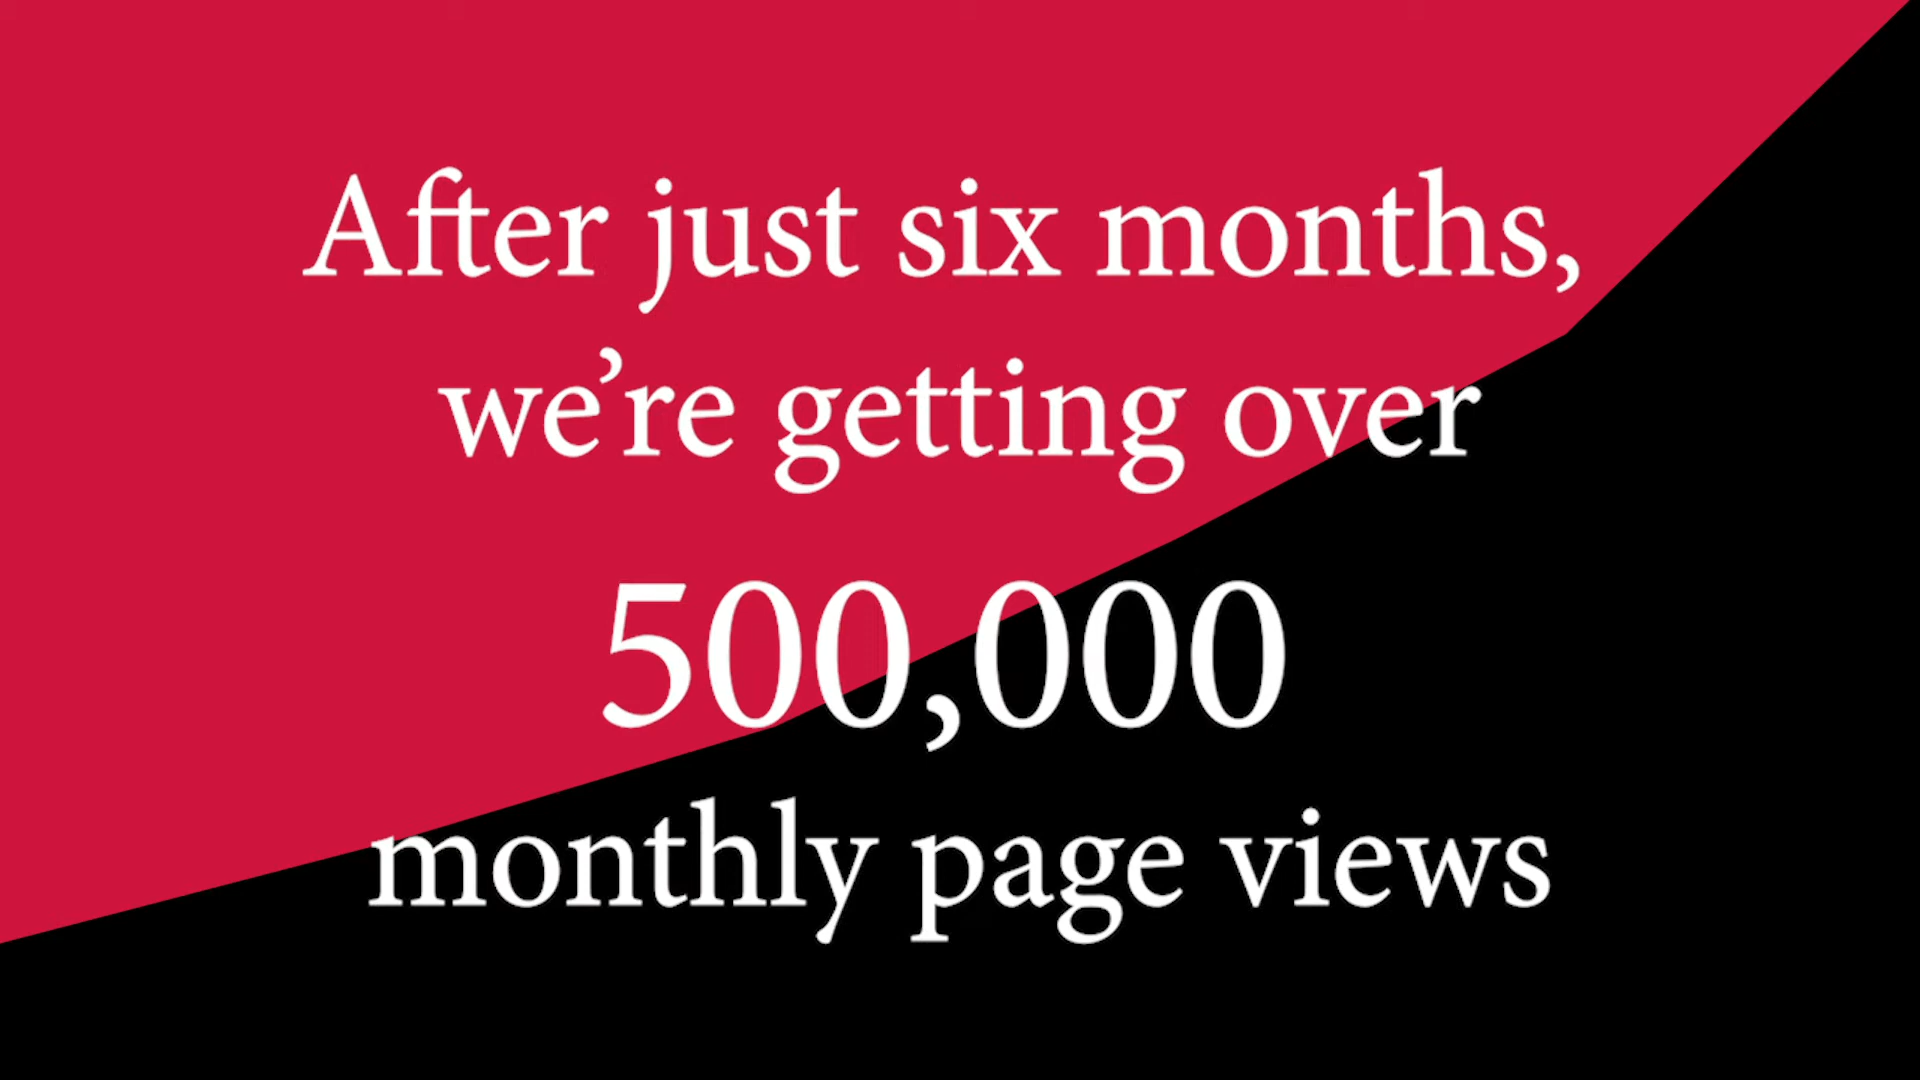 After just six months,
we’re getting over
500,000
monthly page views